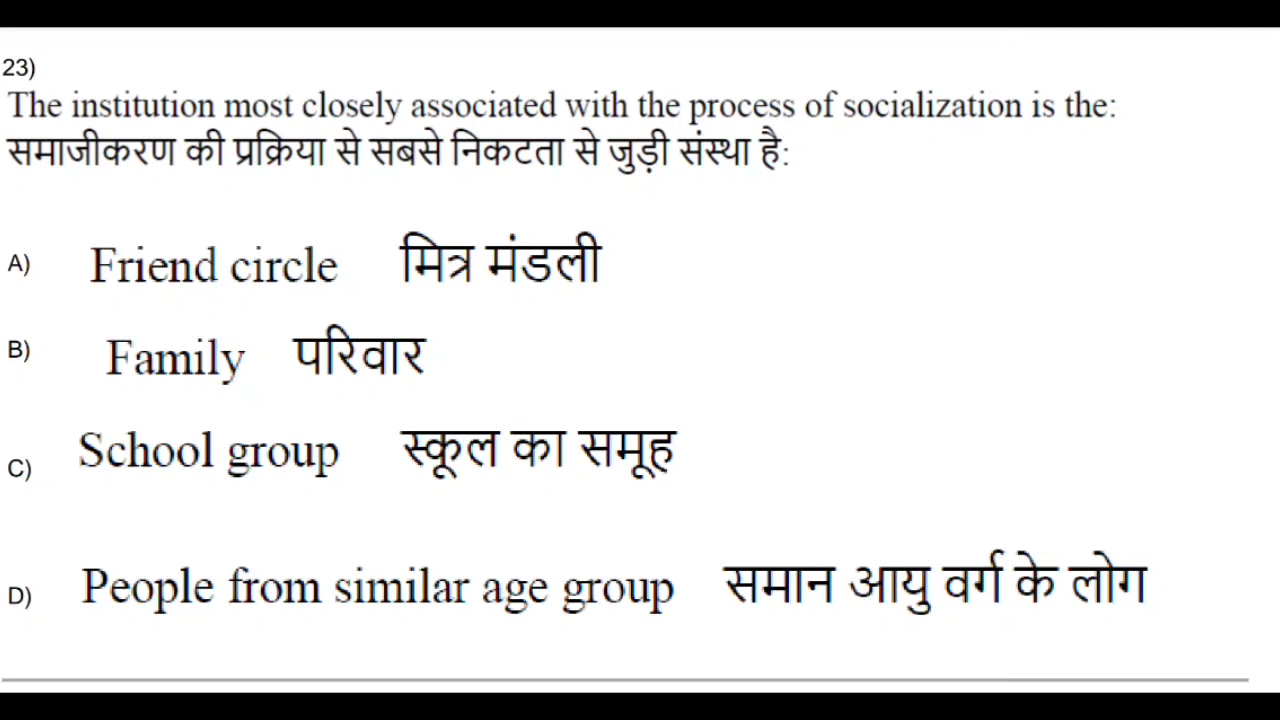 23)
The institution most closely associated with the process of socialization is the:
समाजीकरण की प्रक्रिया से सबसे निकटता से जुड़ी संस्था है:
A) Friend circle मित्र मंडली
B) Family परिवार
C) School group स्कूल का समूह
D) People from similar age group समान आयु वर्ग के लोग